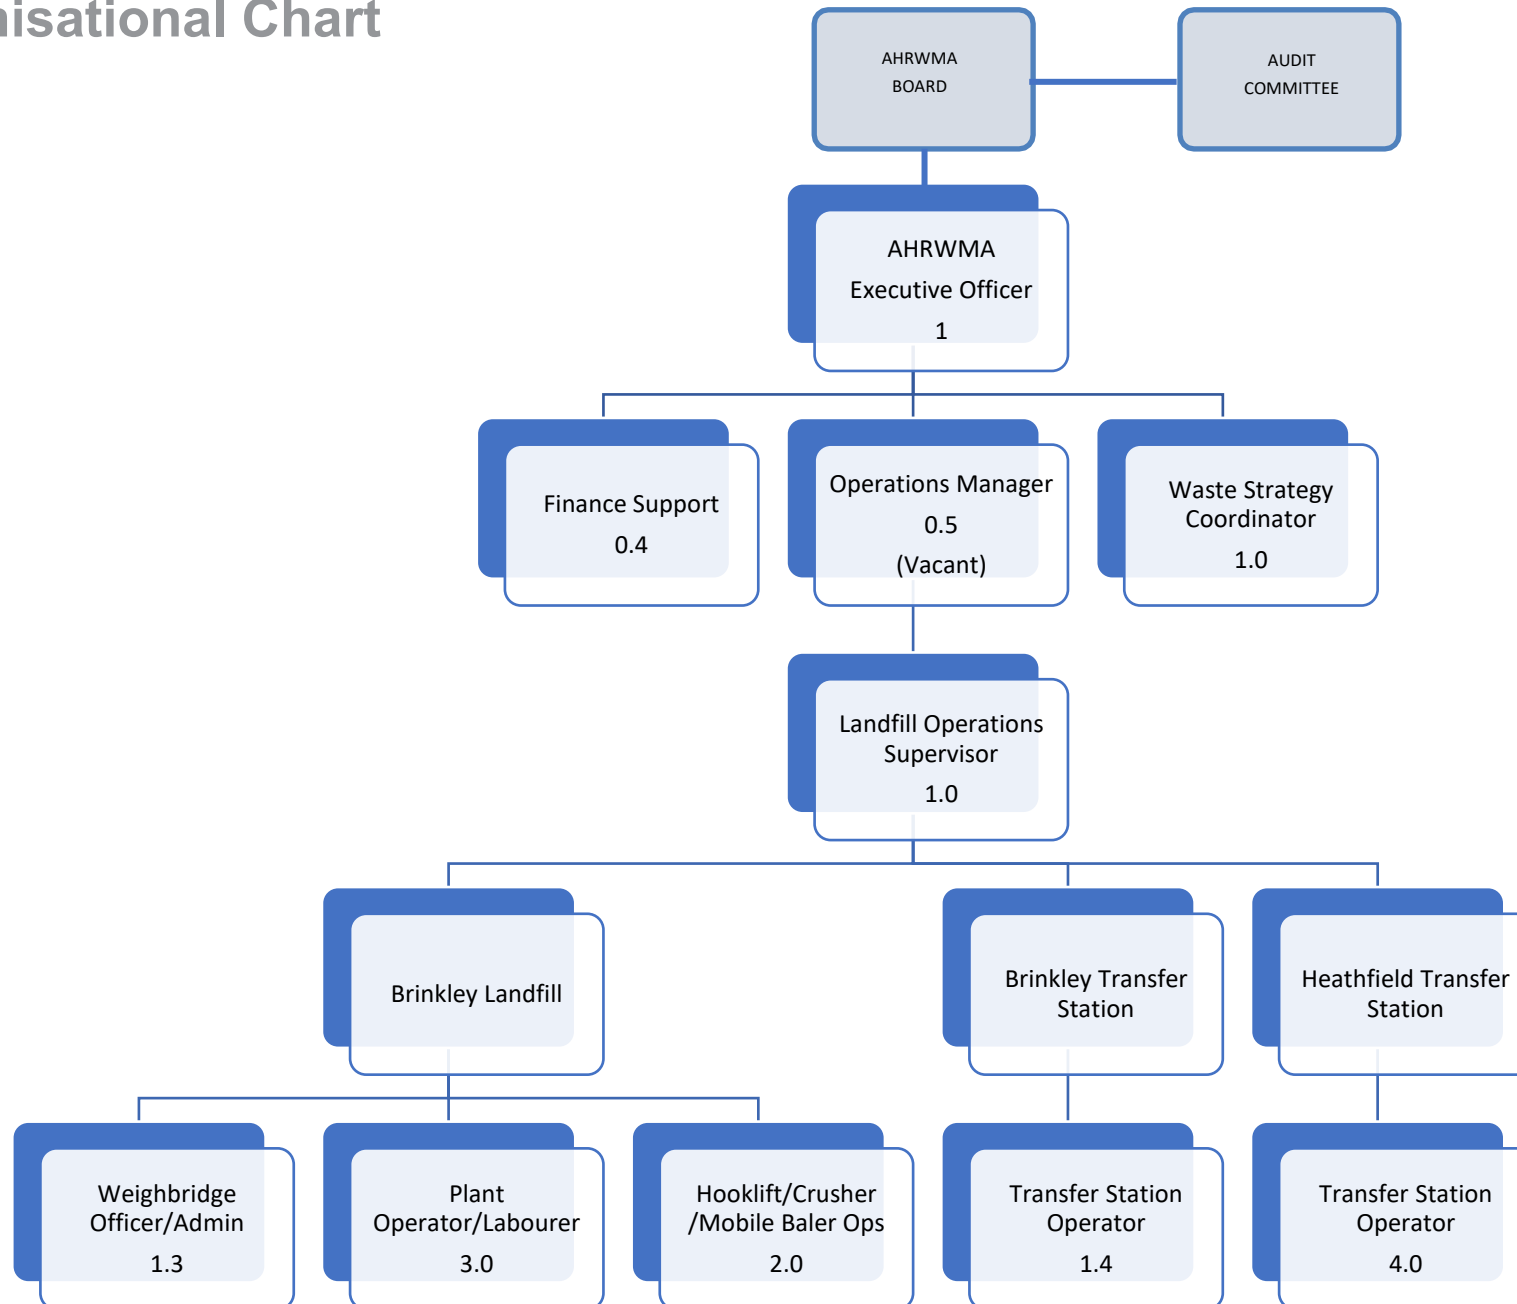 nisational Chart
AHRWMA
BOARD
AUDIT
COMMITTEE
AHRWMA
Executive Officer
1
Finance Support
0.4
Operations Manager
0.5
(Vacant)
Waste Strategy
Coordinator
1.0
Landfill Operations
Supervisor
1.0
Brinkley Landfill
Brinkley Transfer
Station
Heathfield Transfer
Station
Weighbridge
Officer/Admin
1.3
Plant
Operator/Labourer
3.0
Hooklift/Crusher
/Mobile Baler Ops
2.0
Transfer Station
Operator
1.4
Transfer Station
Operator
4.0